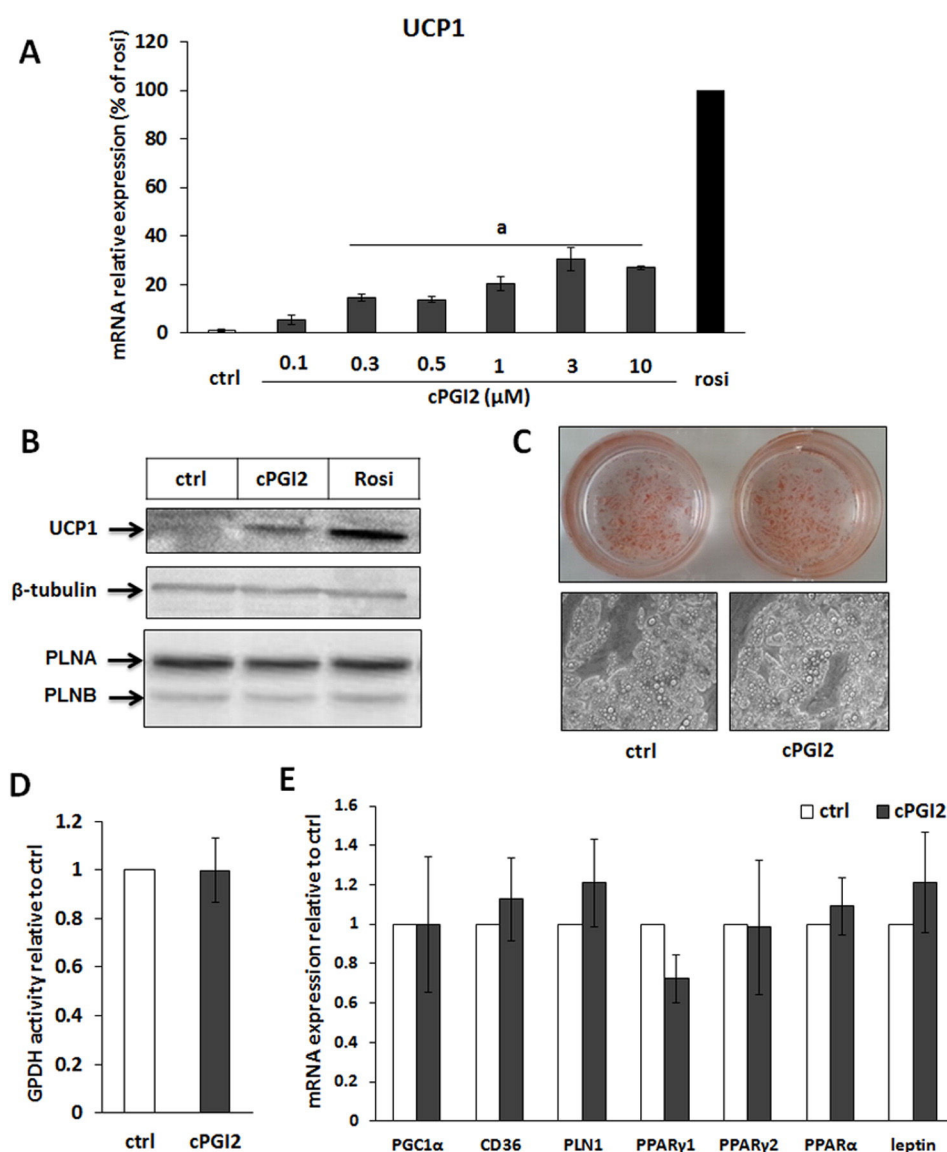 A
UCP1
mRNA relative expression (% of rosi)
120
100
80
60
40
20
0
a
ctrl
0.1
0.3
0.5
1
3
10
rosi
cPGI2 (μM)
B
ctrl cPGI2 Rosi
UCP1
β-tubulin
PLNA
PLNB
C
ctrl cPGI2
D
GPDH activity relative to ctrl
1.2
1
0.8
0.6
0.4
0.2
0
ctrl cPGI2
E
mRNA expression relative to ctrl
1.6
1.4
1.2
1
0.8
0.6
0.4
0.2
0
ctrl cPGI2
PGC1α CD36 PLN1 PPARγ1 PPARγ2 PPARα leptin